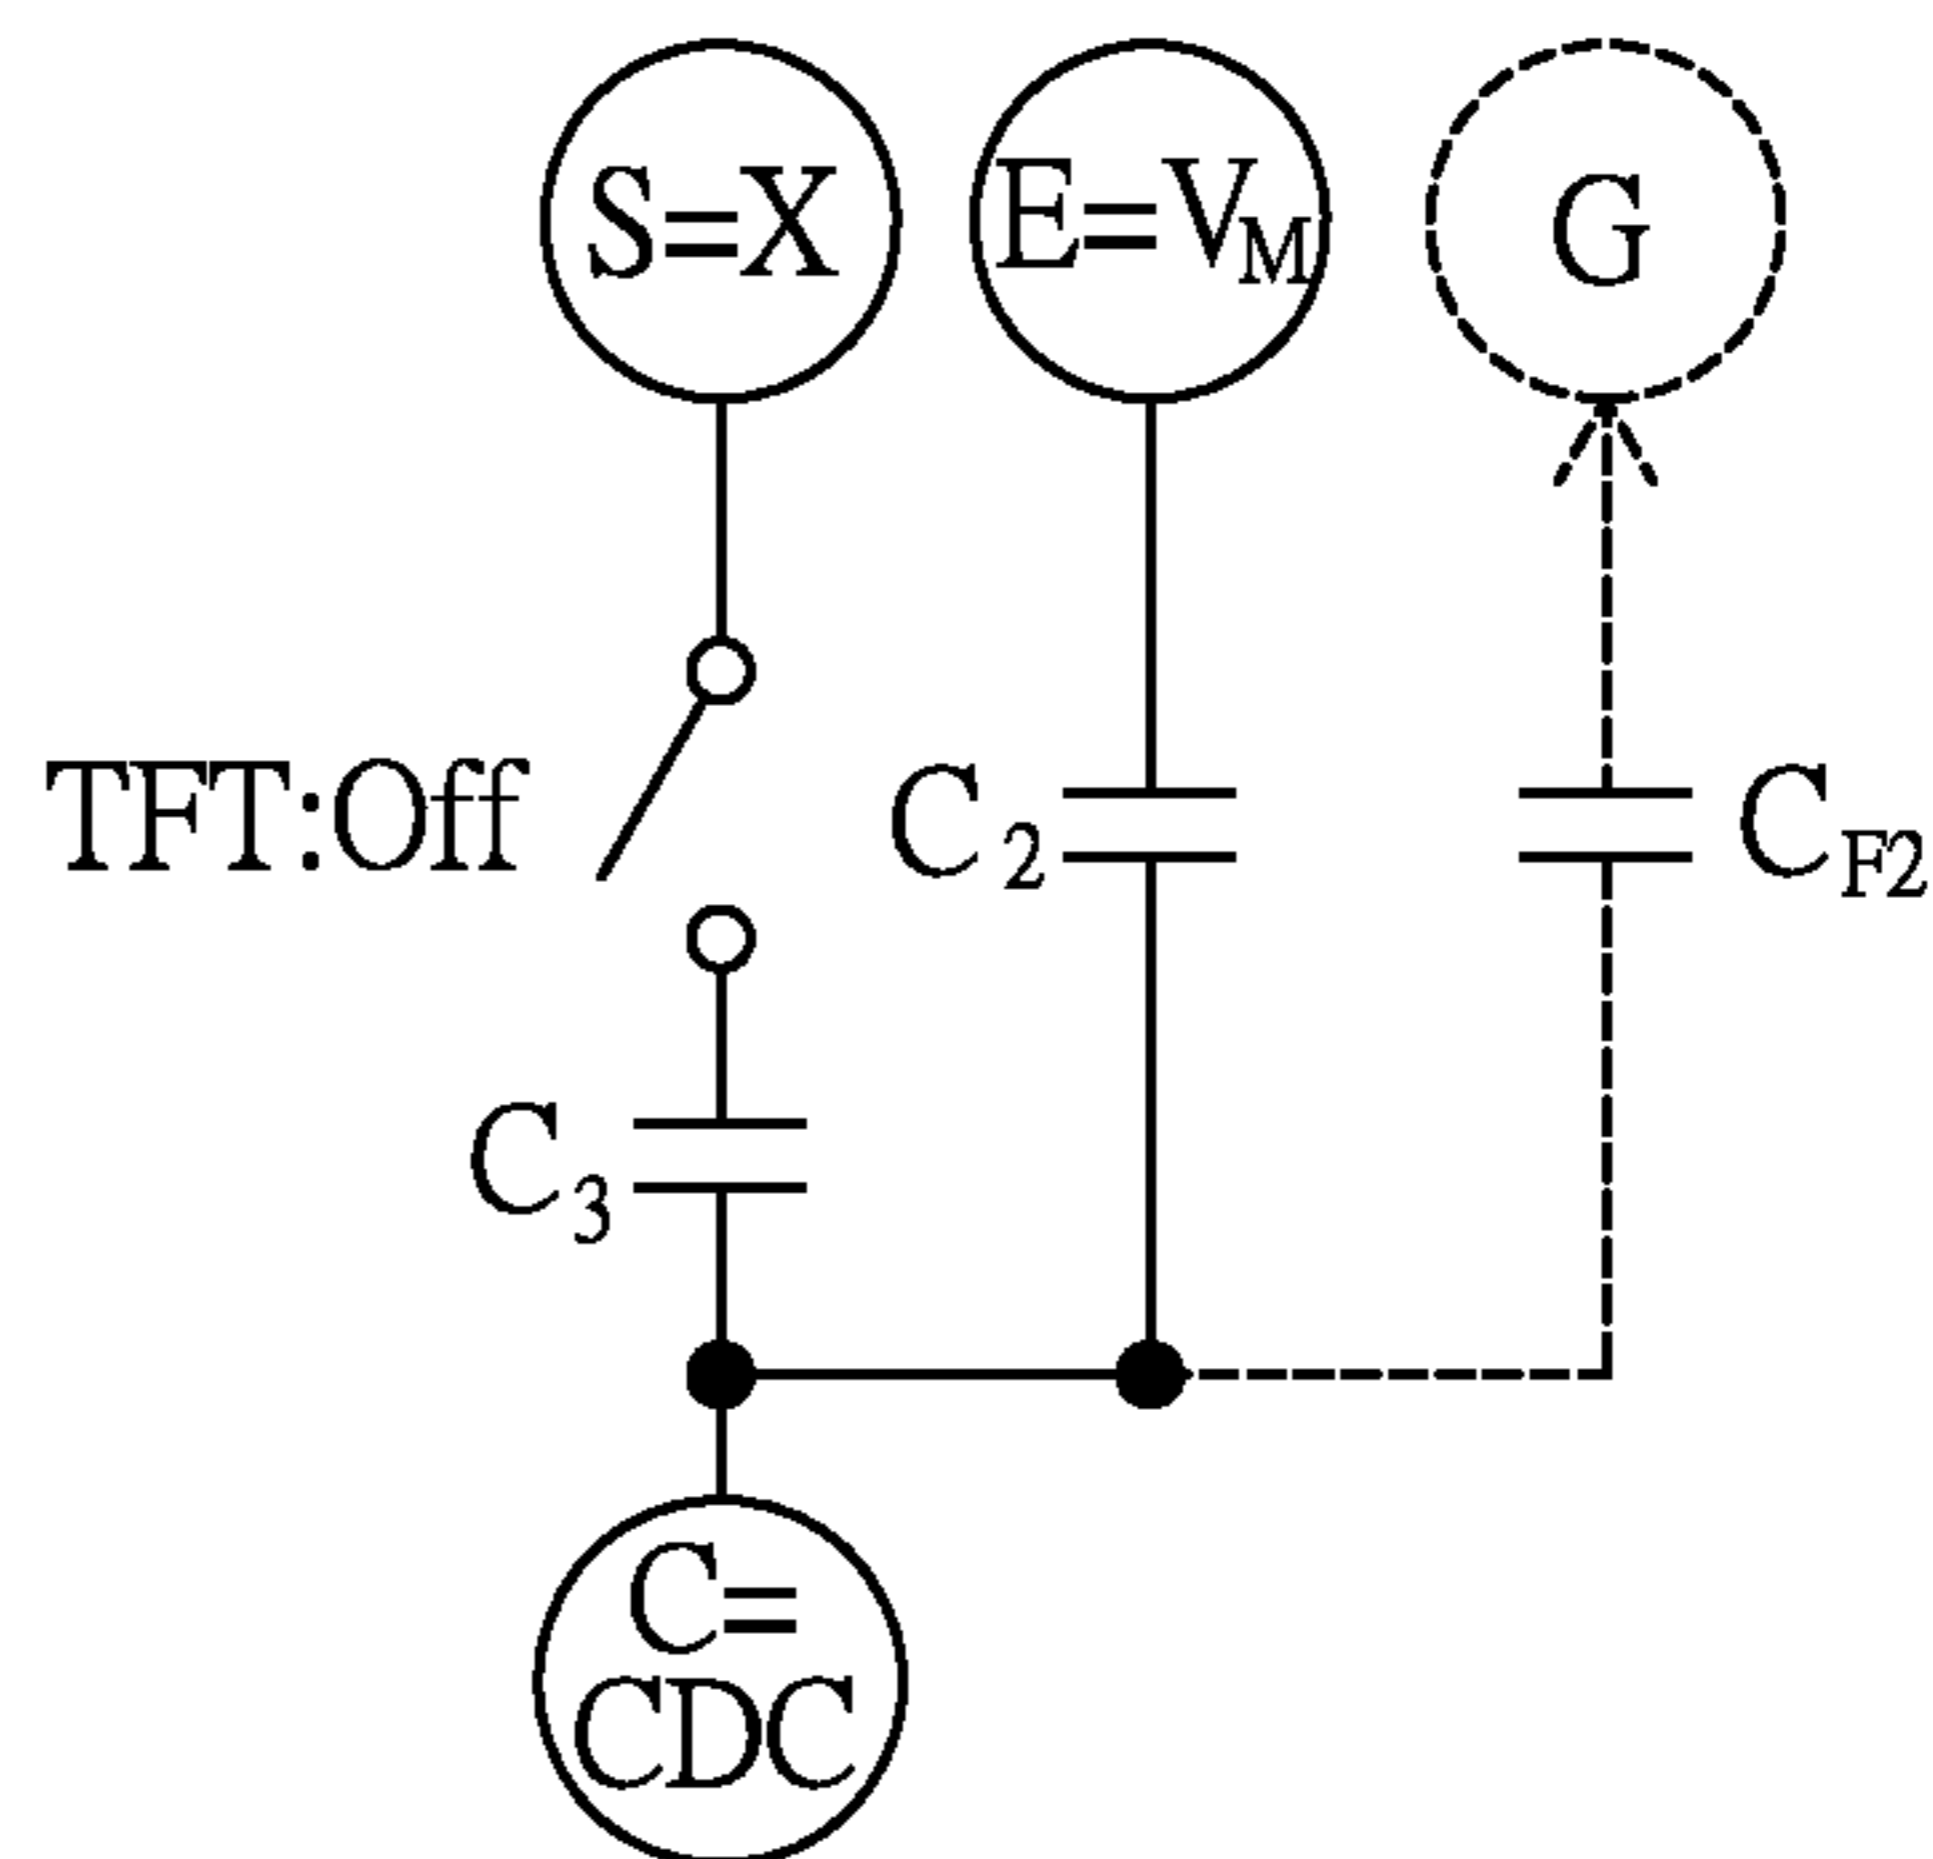 S=X
E=VM
G
TFT:Off
C2
CF2
C3
C=
CDC